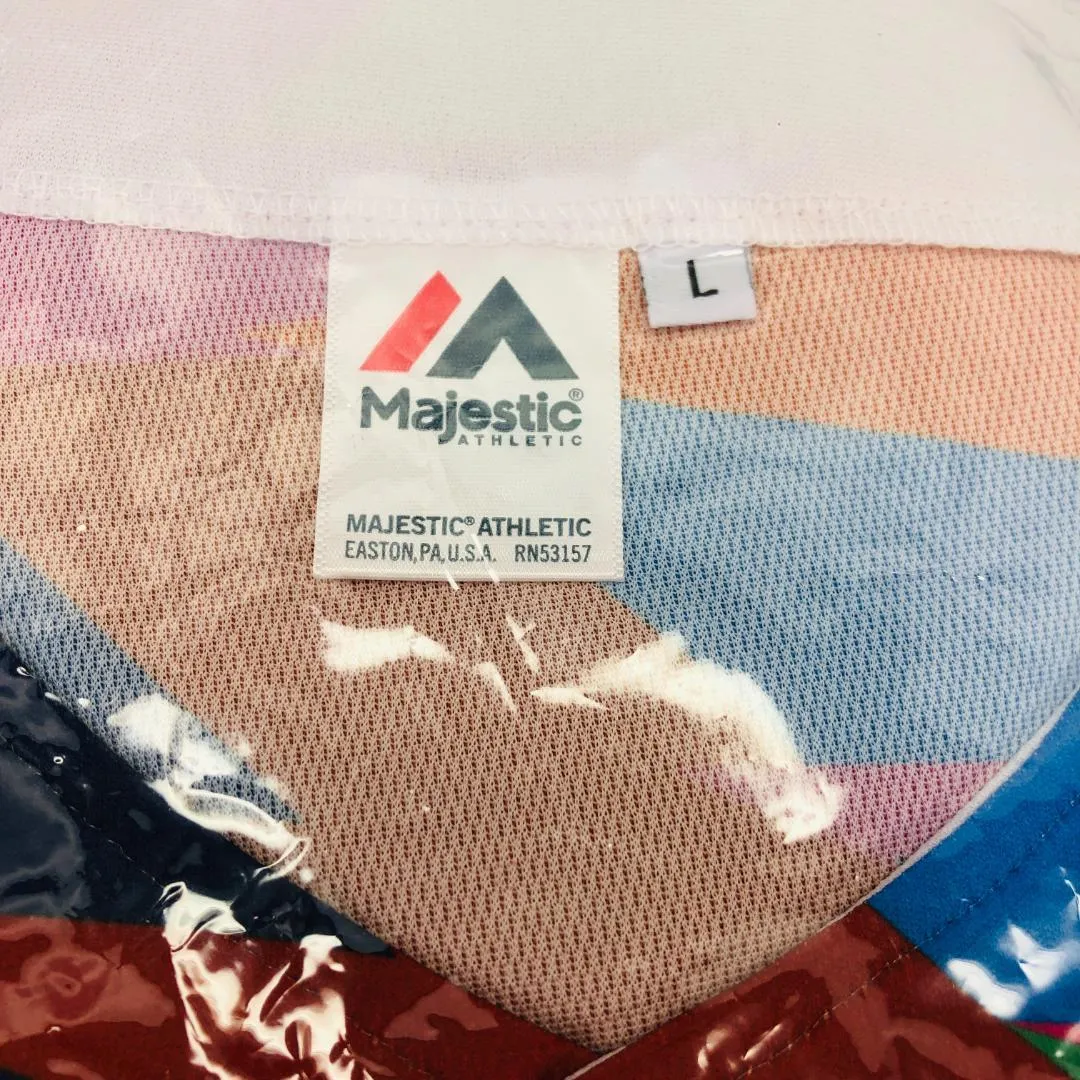 L
Majestic®
ATHLETIC
MAJESTIC® ATHLETIC
EASTON, PA, U.S.A. RN53157